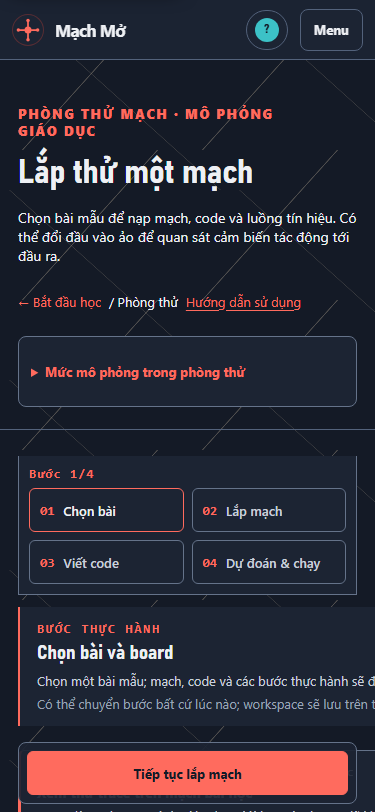 Mạch Mở
?
Menu
PHÒNG THỬ MẠCH · MÔ PHỎNG
GIÁO DỤC
Lắp thử một mạch
Chọn bài mẫu để nạp mạch, code và luồng tín hiệu. Có
thể đổi đầu vào ảo để quan sát cảm biến tác động tới
đầu ra.
← Bắt đầu học / Phòng thử Hướng dẫn sử dụng
▸ Mức mô phỏng trong phòng thử
Bước 1/4
01 Chọn bài
02 Lắp mạch
03 Viết code
04 Dự đoán & chạy
BƯỚC THỰC HÀNH
Chọn bài và board
Chọn một bài mẫu; mạch, code và các bước thực hành sẽ đ
Có thể chuyển bước bất cứ lúc nào; workspace sẽ lưu trên t
Tiếp tục lắp mạch